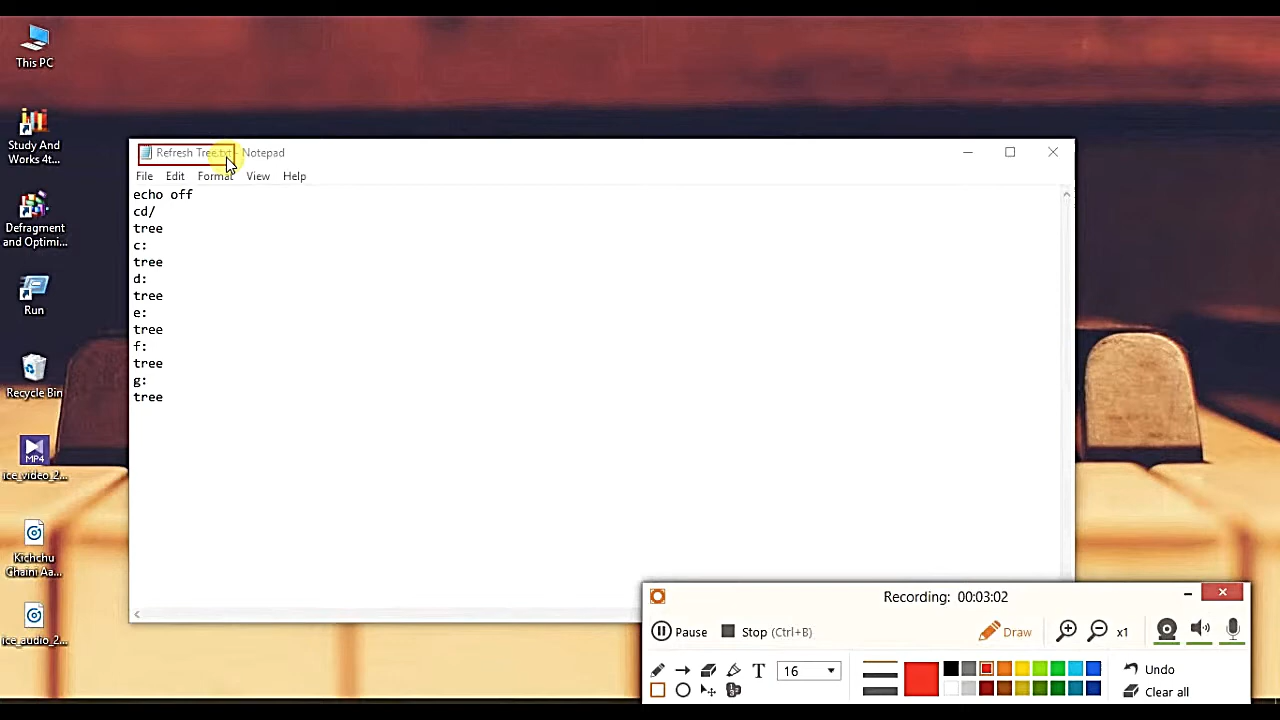 This PC
Study And
Works 4t...
Defragment
and Optimi...
Run
Recycle Bin
MP4
ice_video_2...
Kichchu
Ghaini Aa...
ice_audio_2...
Refresh Tree.txt - Notepad
File Edit Format View Help
echo off
cd/
tree
c:
tree
d:
tree
e:
tree
f:
tree
g:
tree
Recording: 00:03:02
Pause Stop (Ctrl+B) Draw x1
T 16 Undo
Clear all